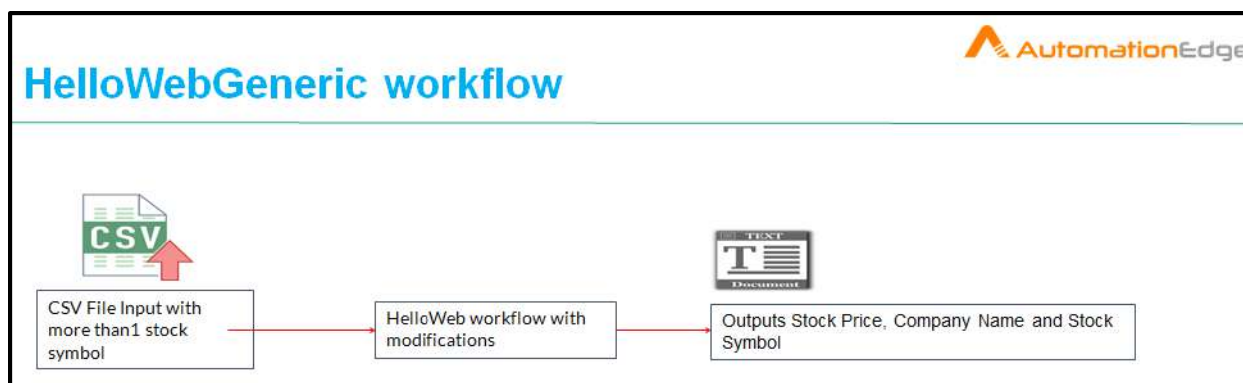 AutomationEdge
HelloWebGeneric workflow
CSV
TEXT
T
Document
CSV File Input with
more than1 stock
symbol
HelloWeb workflow with
modifications
Outputs Stock Price, Company Name and Stock
Symbol